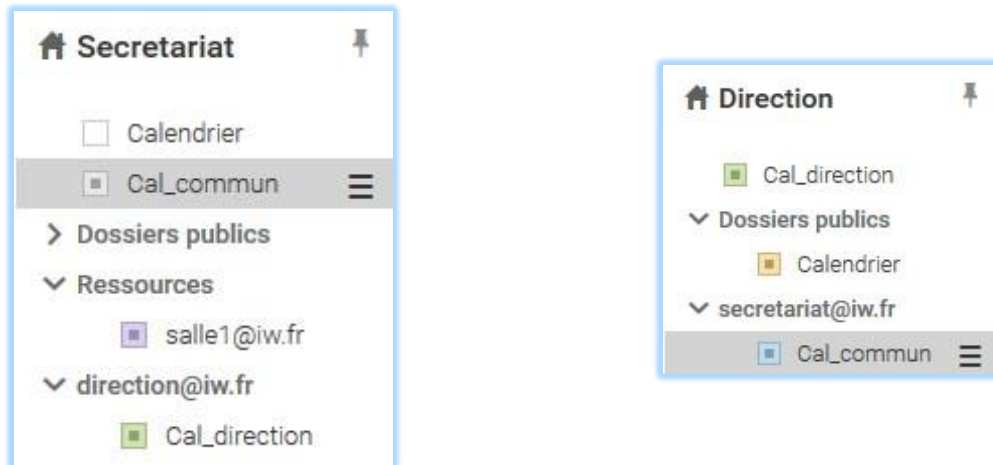 Secretariat
Calendrier
Cal_commun
Dossiers publics
Ressources
salle1@iw.fr
direction@iw.fr
Cal_direction
Direction
Cal_direction
Dossiers publics
Calendrier
secretariat@iw.fr
Cal_commun